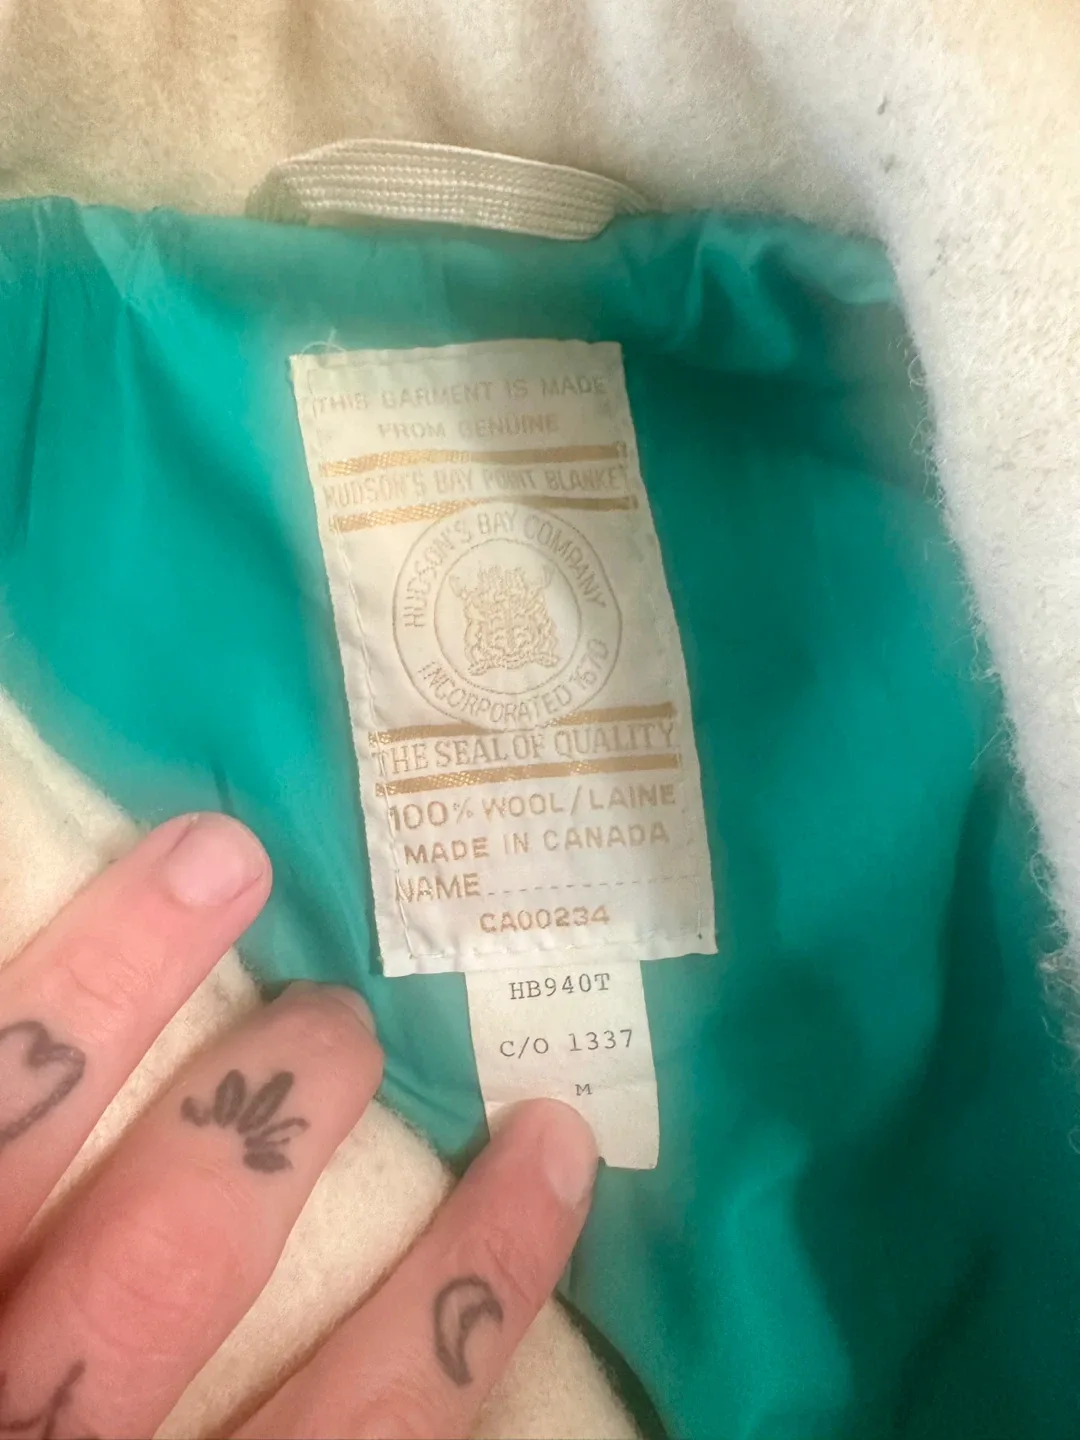 THIS GARMENT IS MADE
FROM GENUINE
HUDSON'S BAY POINT BLANKET
HUDSON'S BAY COMPANY
INCORPORATED 1670
THE SEAL OF QUALITY
100% WOOL/LAINE
MADE IN CANADA
NAME
CA00234
HB940T
C/O 1337
M